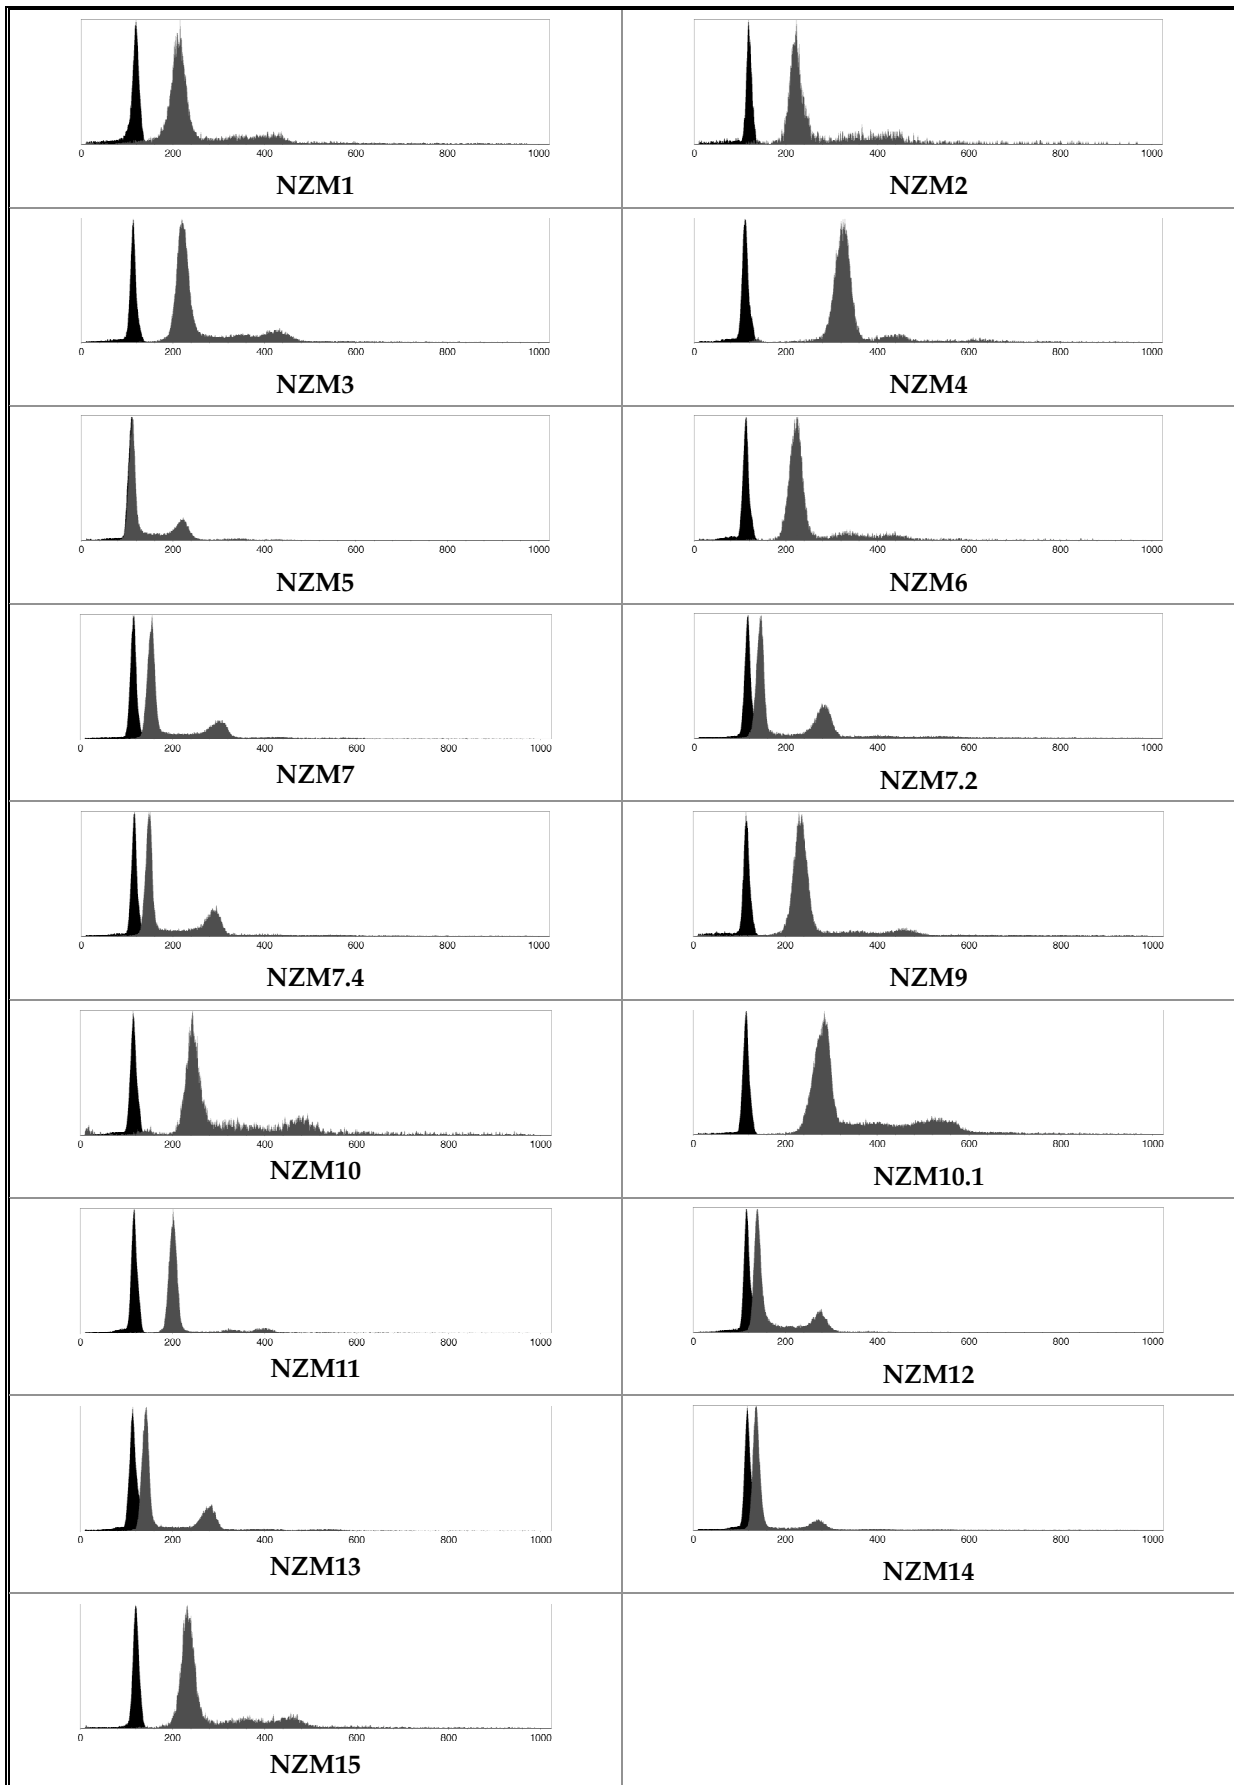 0 200 400 600 800 1000 0 200 400 600 800 1000
NZM1 NZM2
0 200 400 600 800 1000 0 200 400 600 800 1000
NZM3 NZM4
0 200 400 600 800 1000 0 200 400 600 800 1000
NZM5 NZM6
0 200 400 600 800 1000 0 200 400 600 800 1000
NZM7 NZM7.2
0 200 400 600 800 1000 0 200 400 600 800 1000
NZM7.4 NZM9
0 200 400 600 800 1000 0 200 400 600 800 1000
NZM10 NZM10.1
0 200 400 600 800 1000 0 200 400 600 800 1000
NZM11 NZM12
0 200 400 600 800 1000 0 200 400 600 800 1000
NZM13 NZM14
0 200 400 600 800 1000
NZM15